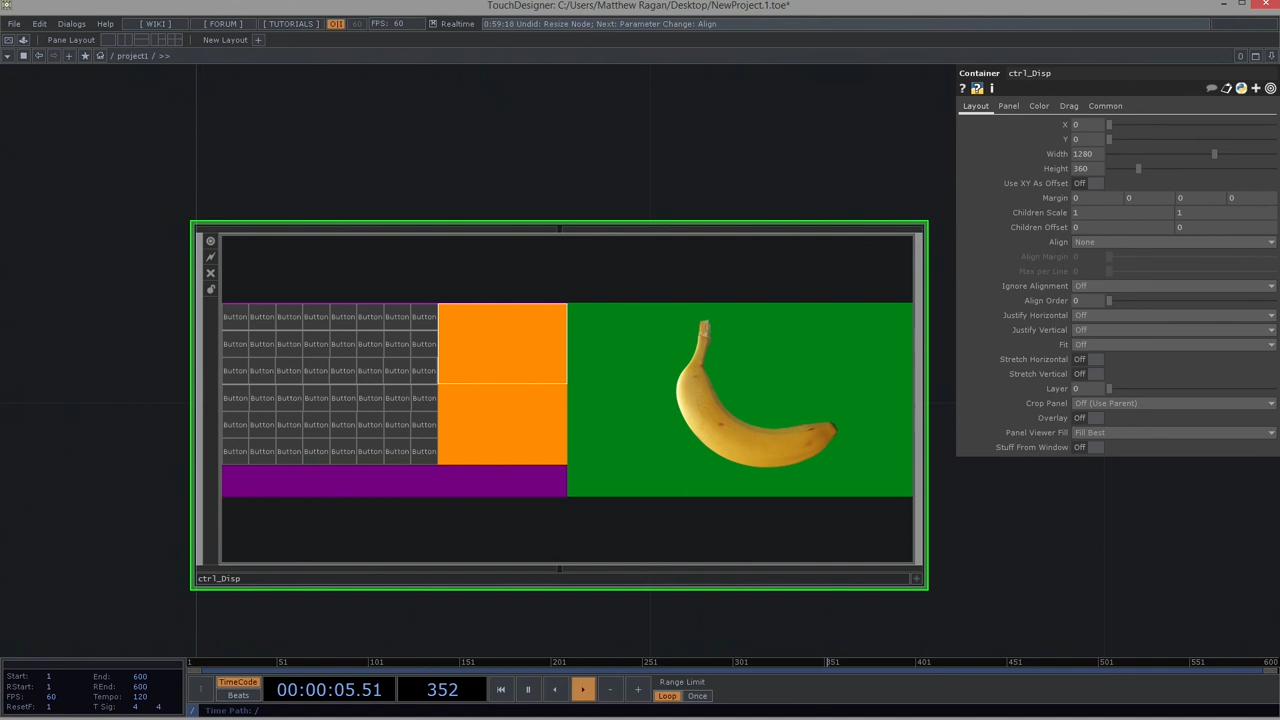 TouchDesigner: C:/Users/Matthew Ragan/Desktop/NewProject.1.toe*
File Edit Dialogs Help [ WIKI ] [ FORUM ] [ TUTORIALS ] O|I FPS: 60 Realtime 0:59:18 Undid: Resize Node; Next: Parameter Change: Align
Pane Layout New Layout +
/ project1 / >> 0
Container ctrl_Disp
? ? i
Layout Panel Color Drag Common
X 0
Y 0
Width 1280
Height 360
Use XY As Offset Off
Margin 0 0 0 0
Children Scale 1 1
Children Offset 0 0
Align None
Align Margin 0
Max per Line 0
Ignore Alignment Off
Align Order 0
Justify Horizontal Off
Justify Vertical Off
Fit Off
Stretch Horizontal Off
Stretch Vertical Off
Layer 0
Crop Panel Off (Use Parent)
Overlay Off
Panel Viewer Fill Fill Best
Stuff From Window Off
Button Button Button Button Button Button Button Button
Button Button Button Button Button Button Button Button
Button Button Button Button Button Button Button Button
Button Button Button Button Button Button Button Button
Button Button Button Button Button Button Button Button
Button Button Button Button Button Button Button Button
ctrl_Disp
1 51 101 151 201 251 301 351 401 451 501 551 600
Start: 1 End: 600
RStart: 1 REnd: 600
FPS: 60 Tempo: 120
ResetF: 1 T Sig: 4 4
TimeCode
Beats
00:00:05.51 352
- +
Range Limit
Loop Once
/ Time Path: /